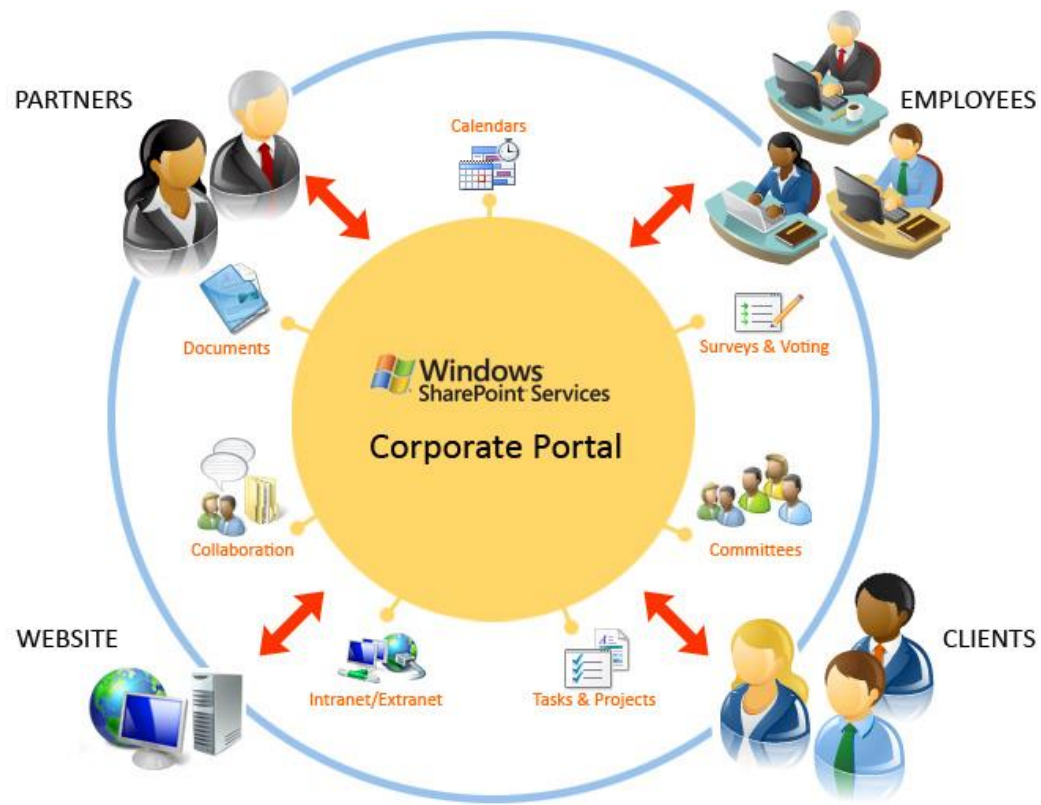 PARTNERS
EMPLOYEES
Calendars
Documents
Surveys & Voting
Windows
SharePoint Services
Corporate Portal
Collaboration
Committees
WEBSITE
CLIENTS
Intranet/Extranet
Tasks & Projects